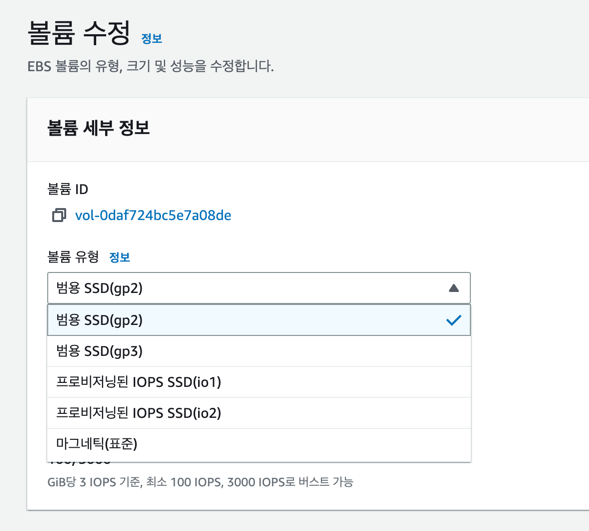 볼륨 수정 정보
EBS 볼륨의 유형, 크기 및 성능을 수정합니다.
볼륨 세부 정보
볼륨 ID
vol-0daf724bc5e7a08de
볼륨 유형 정보
범용 SSD(gp2)
범용 SSD(gp2)
범용 SSD(gp3)
프로비저닝된 IOPS SSD(io1)
프로비저닝된 IOPS SSD(io2)
마그네틱(표준)
GiB당 3 IOPS 기준, 최소 100 IOPS, 3000 IOPS로 버스트 가능